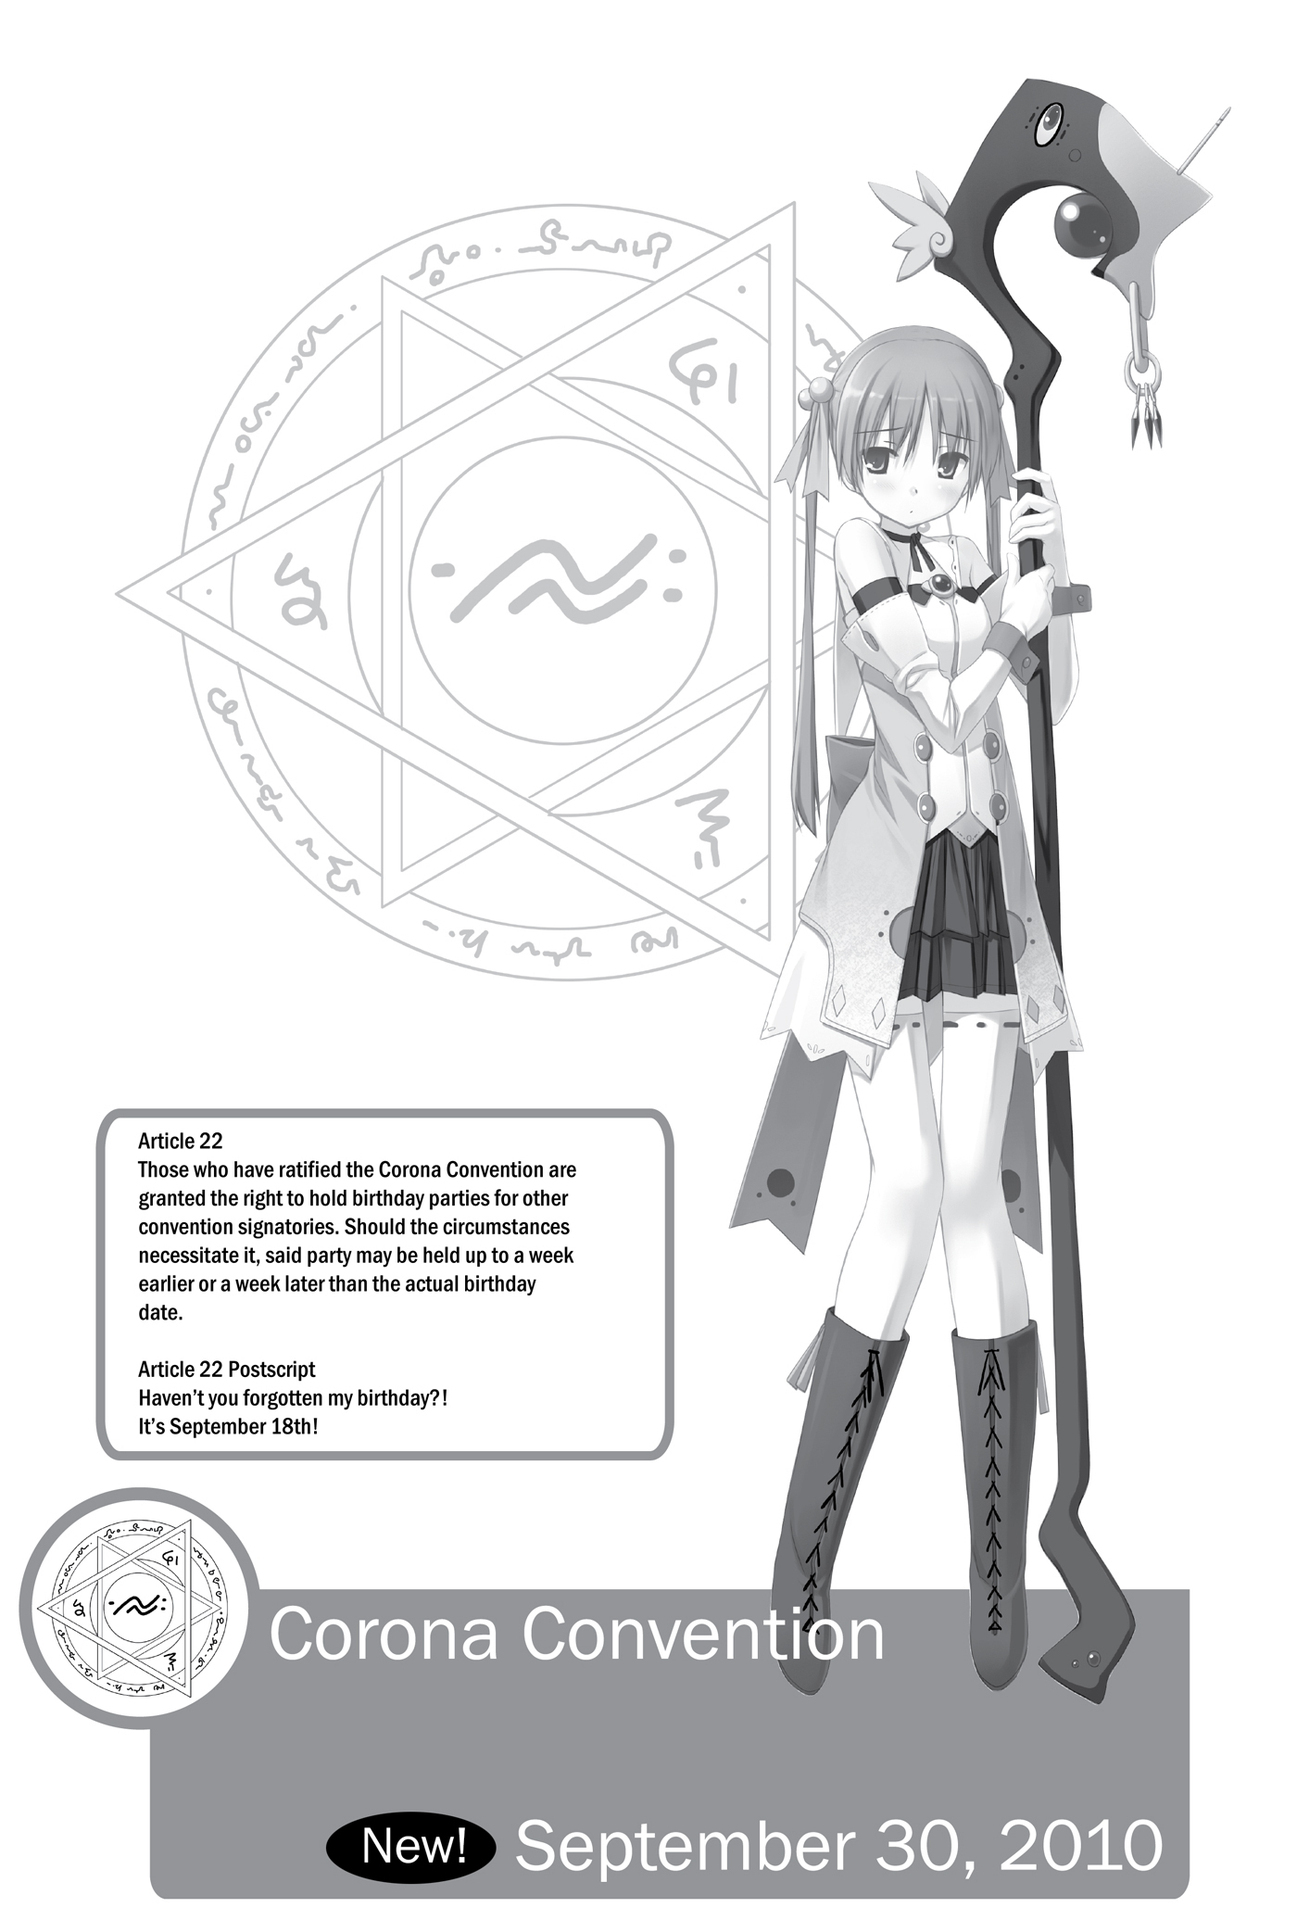 Article 22
Those who have ratified the Corona Convention are
granted the right to hold birthday parties for other
convention signatories. Should the circumstances
necessitate it, said party may be held up to a week
earlier or a week later than the actual birthday
date.
Article 22 Postscript
Haven't you forgotten my birthday?!
It's September 18th!
Corona Convention
New! September 30, 2010